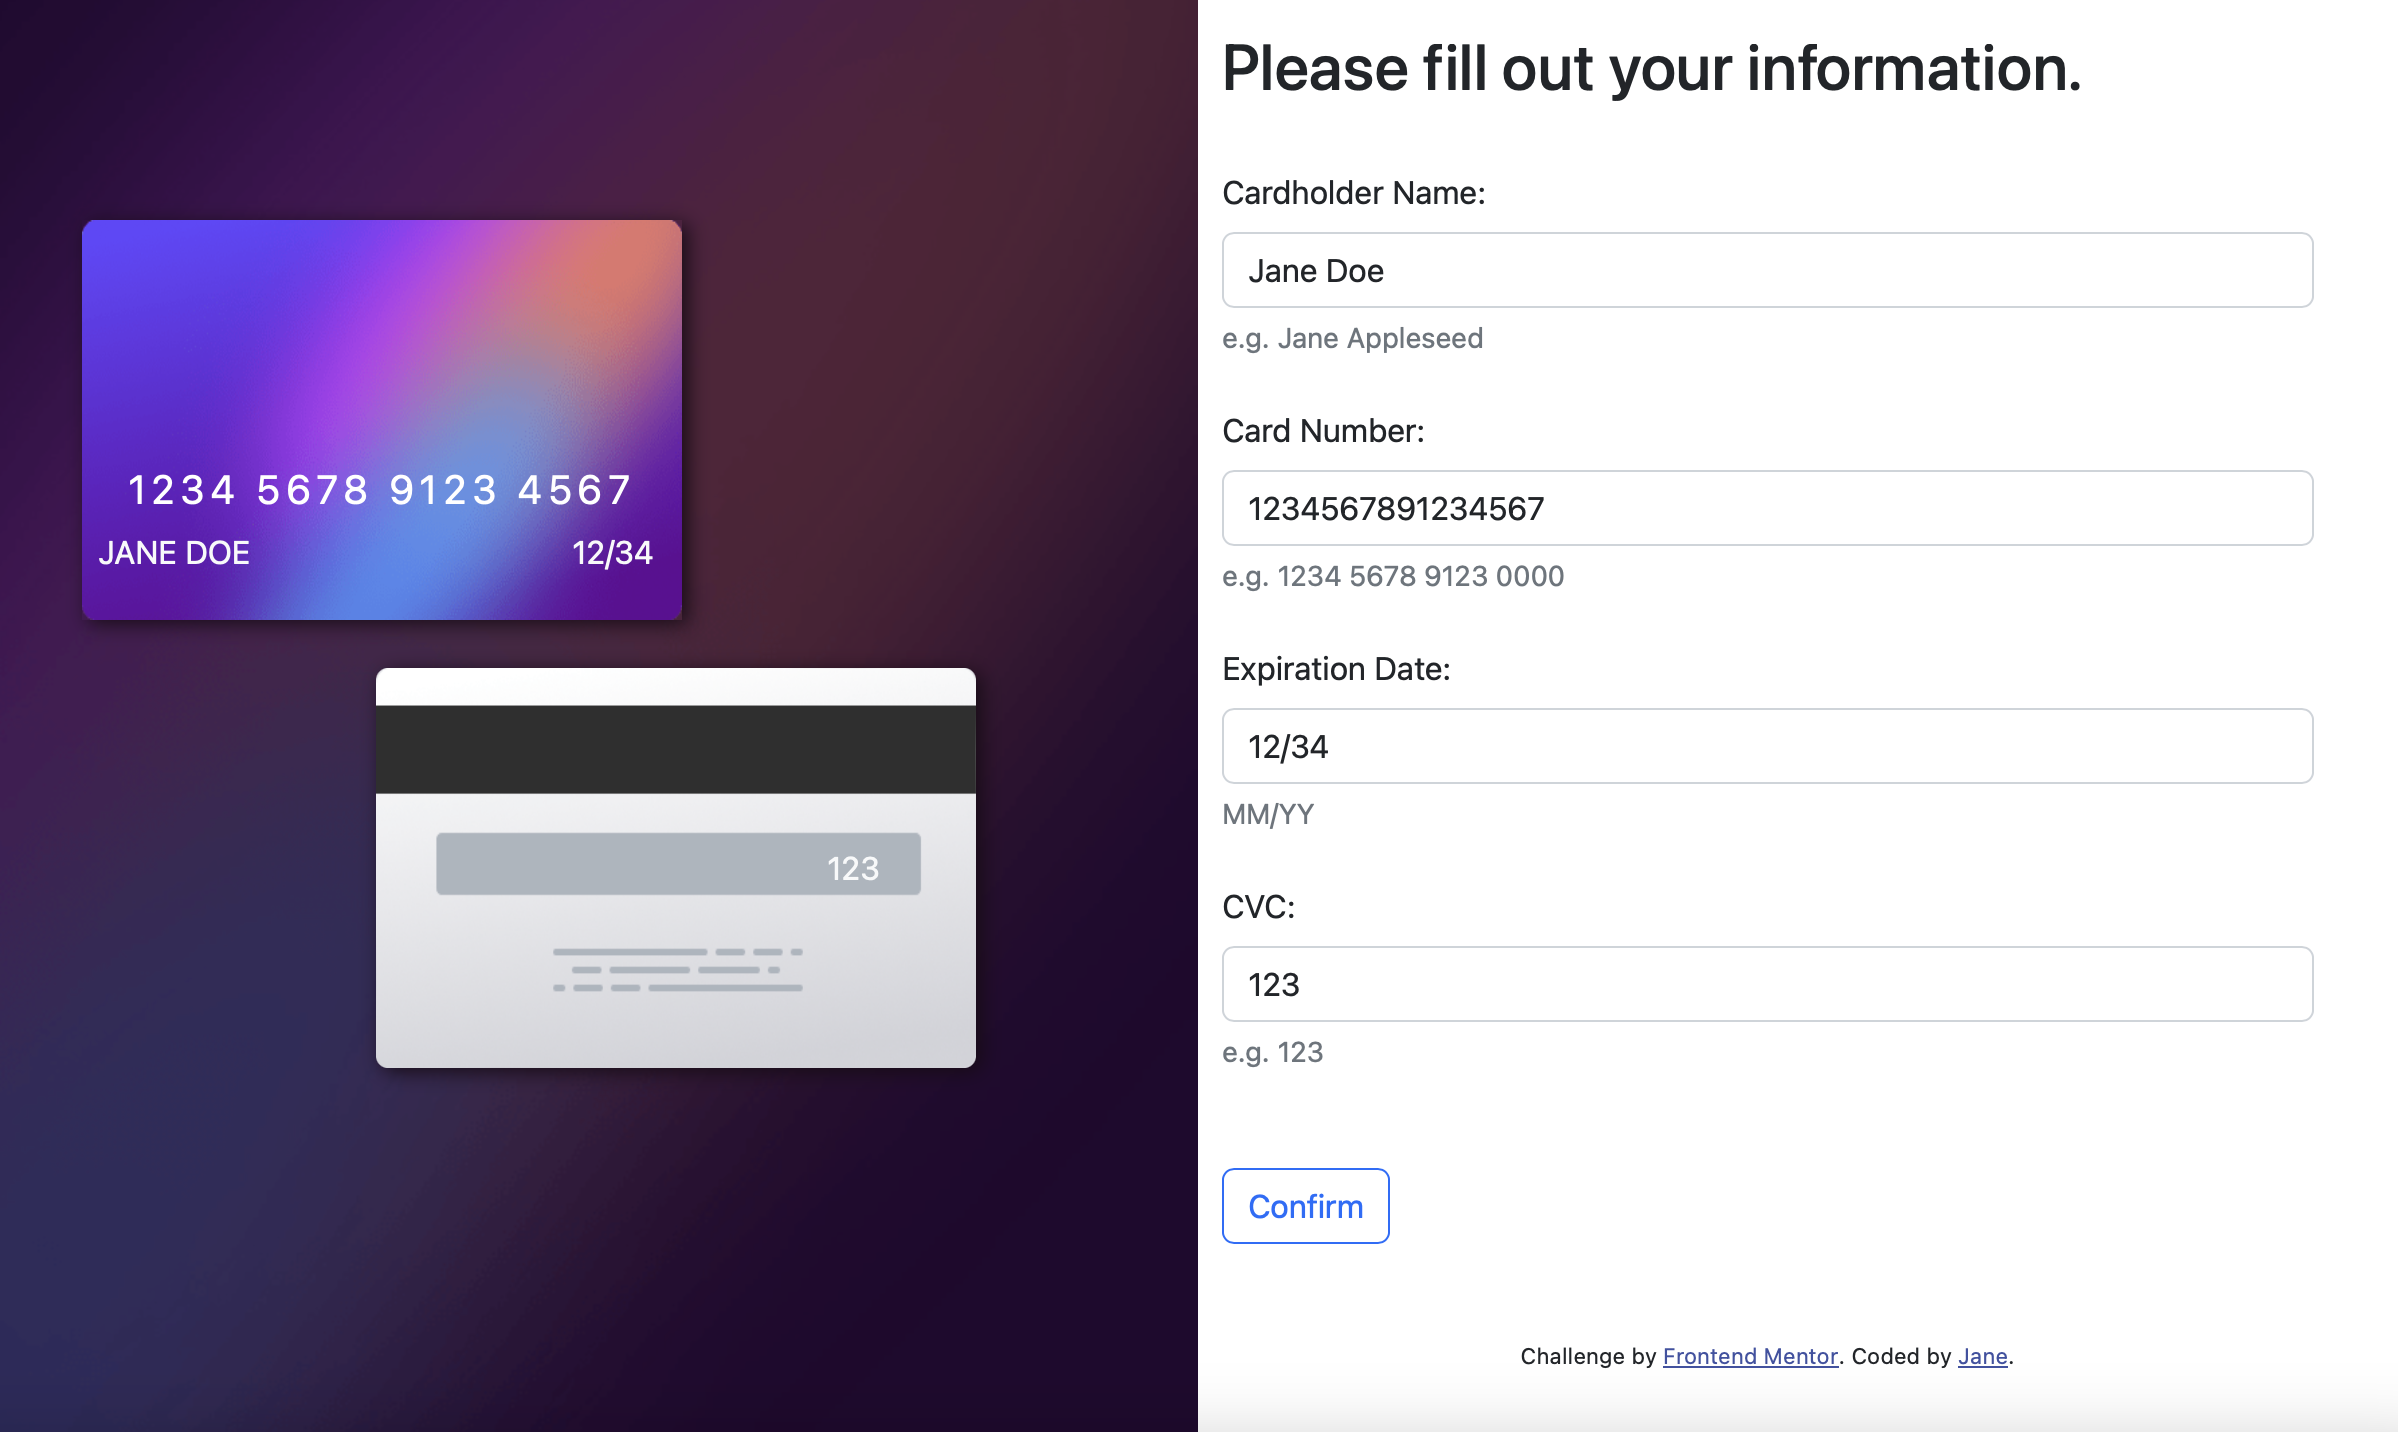 1234 5678 9123 4567
JANE DOE 12/34
123
Please fill out your information.
Cardholder Name:
Jane Doe
e.g. Jane Appleseed
Card Number:
1234567891234567
e.g. 1234 5678 9123 0000
Expiration Date:
12/34
MM/YY
CVC:
123
e.g. 123
Confirm
Challenge by Frontend Mentor. Coded by Jane.